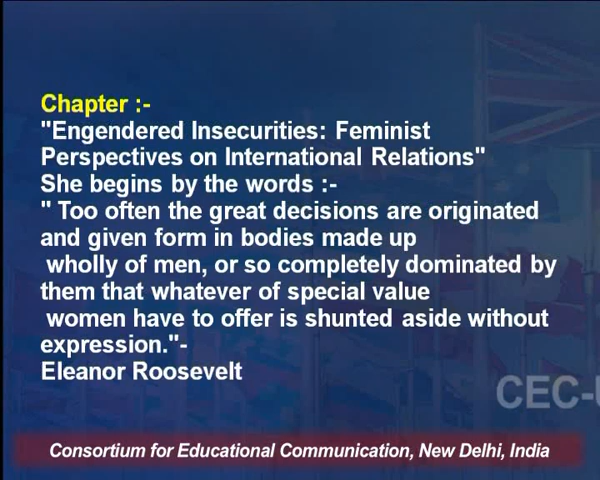 Chapter :-
"Engendered Insecurities: Feminist
Perspectives on International Relations"
She begins by the words :-
" Too often the great decisions are originated
and given form in bodies made up
wholly of men, or so completely dominated by
them that whatever of special value
women have to offer is shunted aside without
expression."-
Eleanor Roosevelt
CEC-U
Consortium for Educational Communication, New Delhi, India